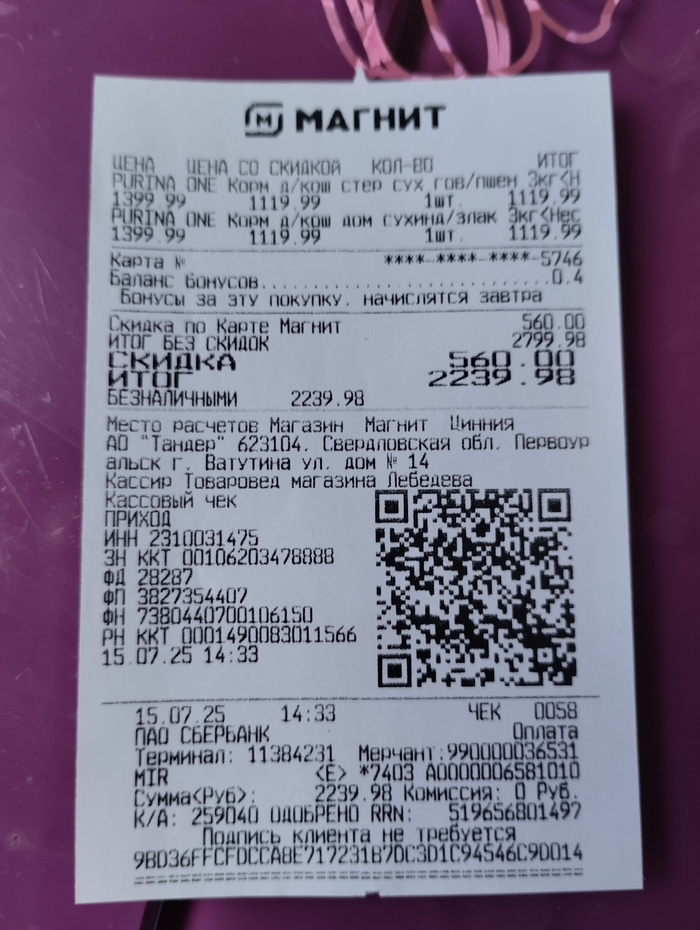 МАГНИТ
ЦЕНА ЦЕНА СО СКИДКОЙ КОЛ-ВО ИТОГ
PURINA ONE Корм д/кош стер сух гов/пшен 3кг<Н
1399.99 1119.99 1шт. 1119.99
PURINA ONE Корм д/кош дом сухинд/злак 3кг<Нес
1399.99 1119.99 1шт. 1119.99
Карта № ****-****-****-5746
Баланс бонусов 0.4
Бонусы за эту покупку. начислятся завтра
Скидка по Карте Магнит 560.00
ИТОГ БЕЗ СКИДОК 2799.98
СКИДКА 560.00
ИТОГ 2239.98
БЕЗНАЛИЧНЫМИ 2239.98
Место расчетов Магазин Магнит Цинния
АО "Тандер" 623104. Свердловская обл. Первоур
альск г. Ватутина ул. дом № 14
Кассир Товаровед магазина Лебедева
Кассовый чек
ПРИХОД
ИНН 2310031475
ЗН ККТ 00106203478888
ФД 28287
ФП 3827354407
ФН 7380440700106150
РН ККТ 0001490083011566
15.07.25 14:33
15.07.25 14:33 ЧЕК 0058
ПАО СБЕРБАНК Оплата
Терминал: 11384231 Мерчант:990000036531
MIR <E> *7403 A0000006581010
Сумма<Руб>: 2239.98 Комиссия: 0 Руб.
К/А: 259040 ОДОБРЕНО RRN: 519656801497
Подпись клиента не требуется
9BD36FFCFDCCA8E717231B7DC3D1C94546C90014